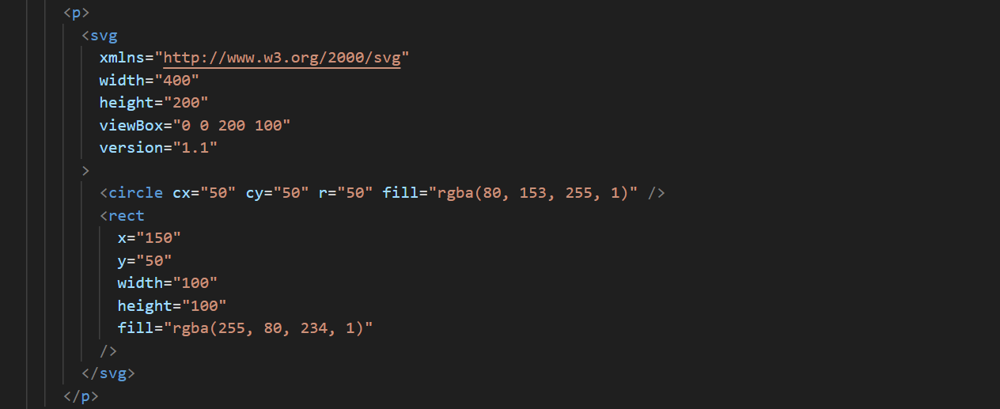 <p>
<svg
xmlns="http://www.w3.org/2000/svg"
width="400"
height="200"
viewBox="0 0 200 100"
version="1.1"
>
<circle cx="50" cy="50" r="50" fill="rgba(80, 153, 255, 1)" />
<rect
x="150"
y="50"
width="100"
height="100"
fill="rgba(255, 80, 234, 1)"
/>
</svg>
</p>